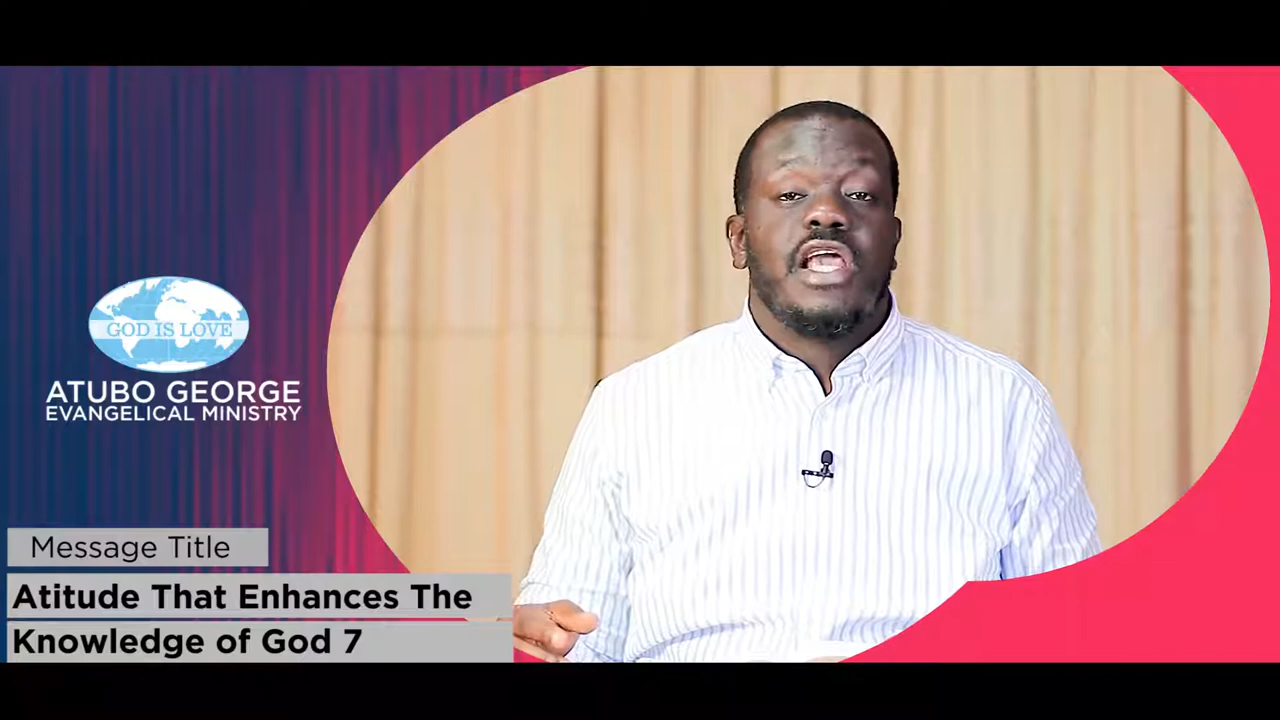 GOD IS LOVE
ATUBO GEORGE
EVANGELICAL MINISTRY
Message Title
Atitude That Enhances The
Knowledge of God 7